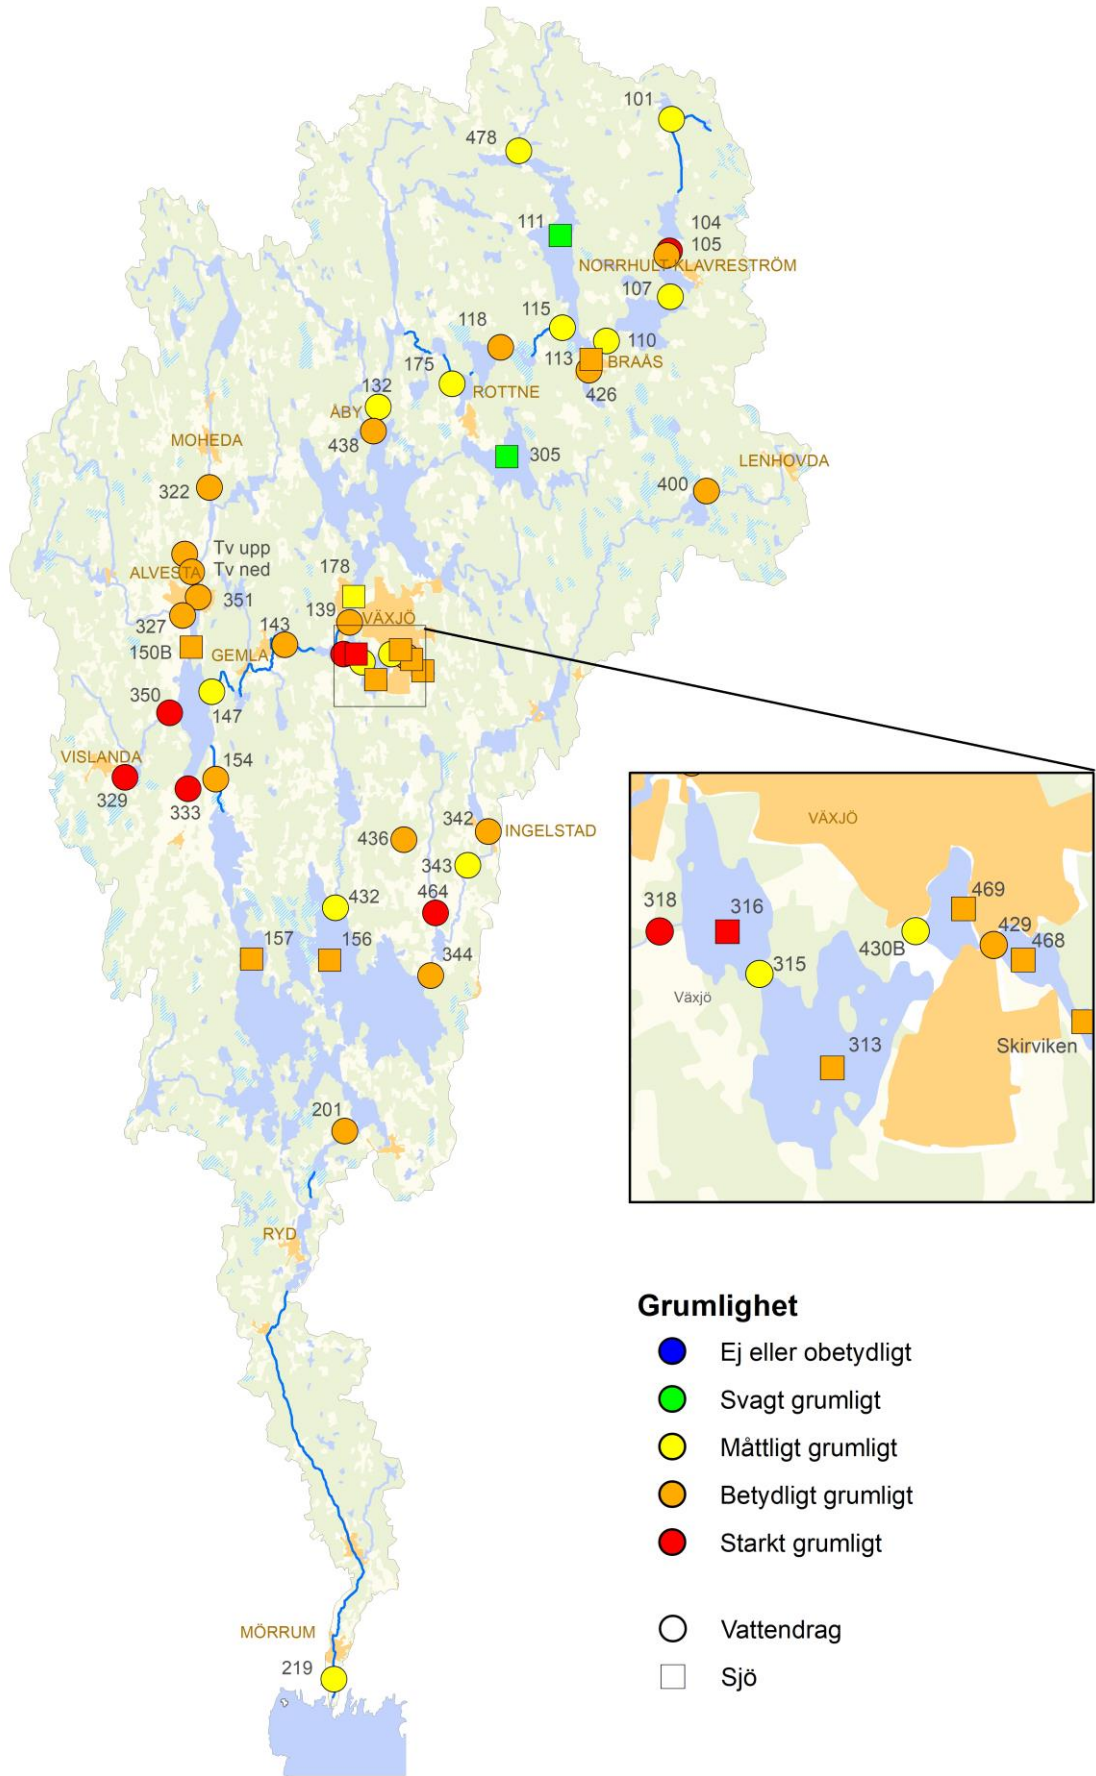 101
478
111
104
105
NORRHULT-KLAVRESTRÖM
107
115
118
110
113
BRAÅS
175
426
ROTTNE
132
ÅBY
438
MOHEDA
305
LENHOVDA
400
322
Tv upp
Tv ned
ALVESTA
178
351
139
VÄXJÖ
327
143
150B
GEMLA
350
147
VISLANDA
154
329
333
342
INGELSTAD
436
343
464
432
157
156
344
201
RYD
MÖRRUM
219
VÄXJÖ
469
318
316
429
430B
468
315
Växjö
313
Skirviken
Grumlighet
Ej eller obetydligt
Svagt grumligt
Måttligt grumligt
Betydligt grumligt
Starkt grumligt
Vattendrag
Sjö